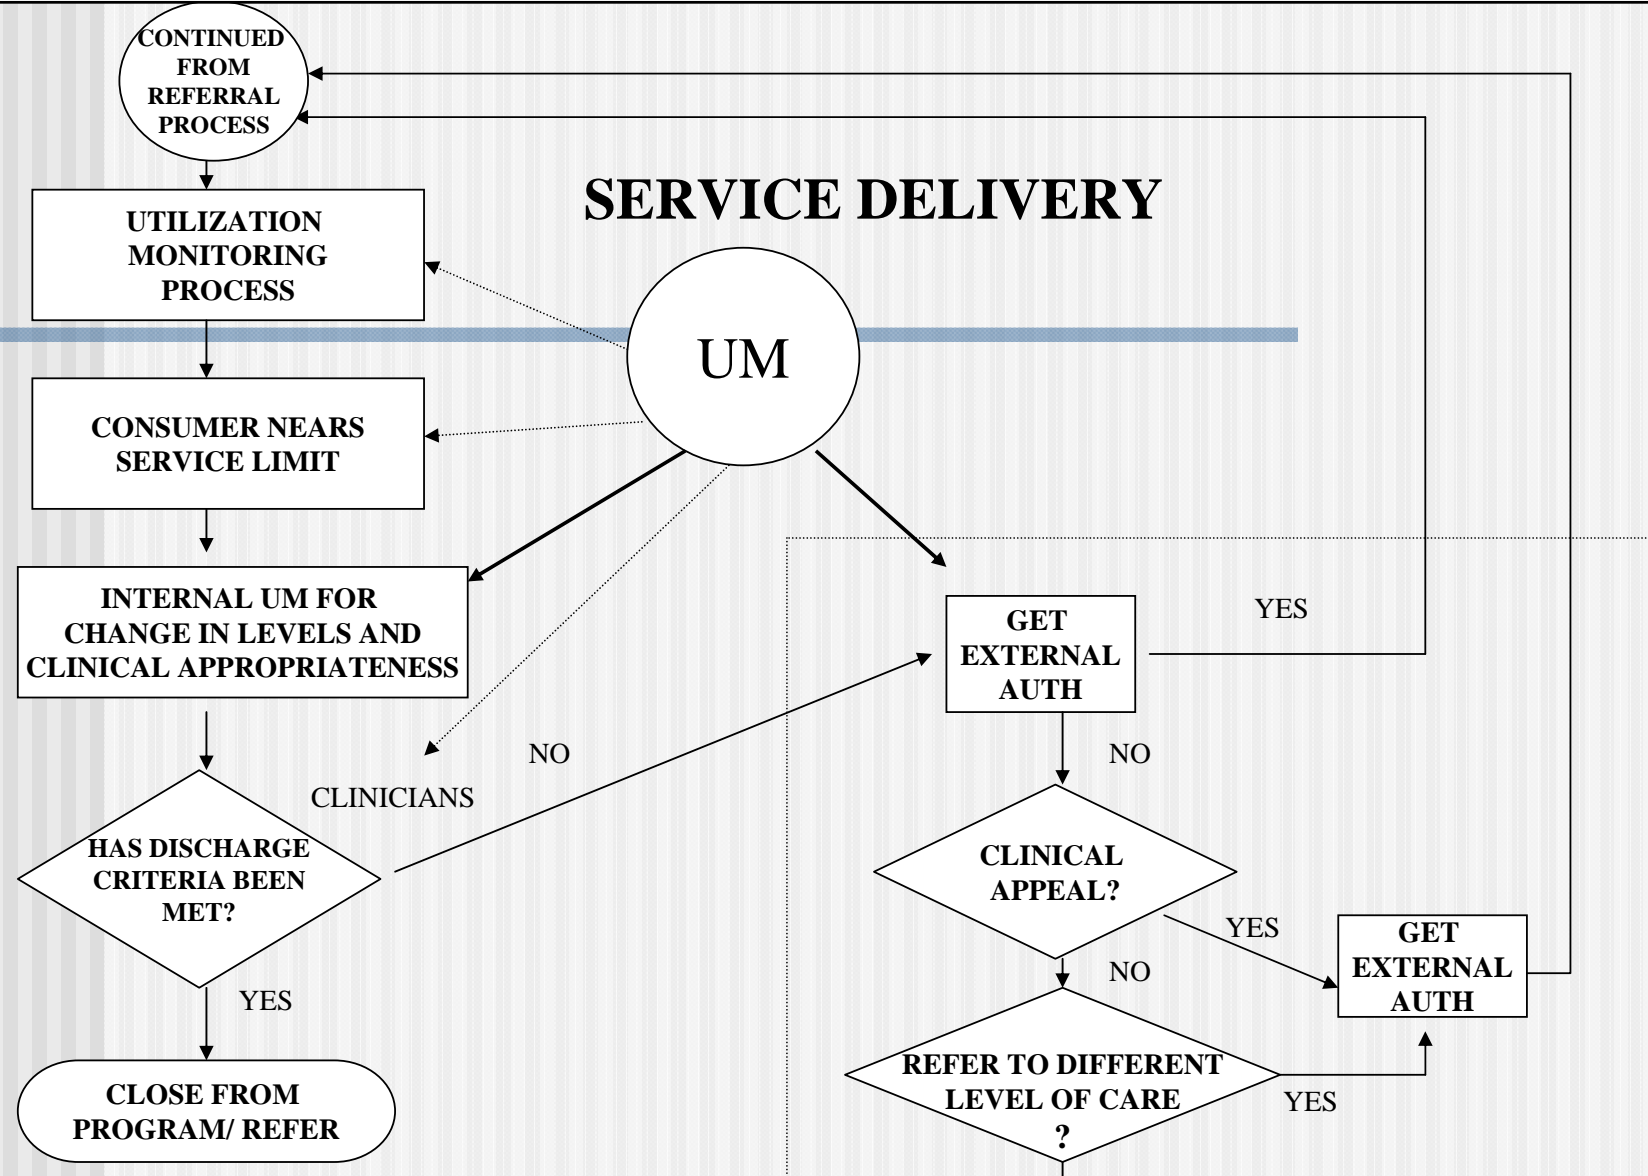 CONTINUED
FROM
REFERRAL
PROCESS
SERVICE DELIVERY
UTILIZATION
MONITORING
PROCESS
UM
CONSUMER NEARS
SERVICE LIMIT
INTERNAL UM FOR
CHANGE IN LEVELS AND
CLINICAL APPROPRIATENESS
GET
EXTERNAL
AUTH
YES
NO
NO
CLINICIANS
HAS DISCHARGE
CRITERIA BEEN
MET?
CLINICAL
APPEAL?
YES
GET
EXTERNAL
AUTH
NO
YES
REFER TO DIFFERENT
LEVEL OF CARE
?
YES
CLOSE FROM
PROGRAM/ REFER